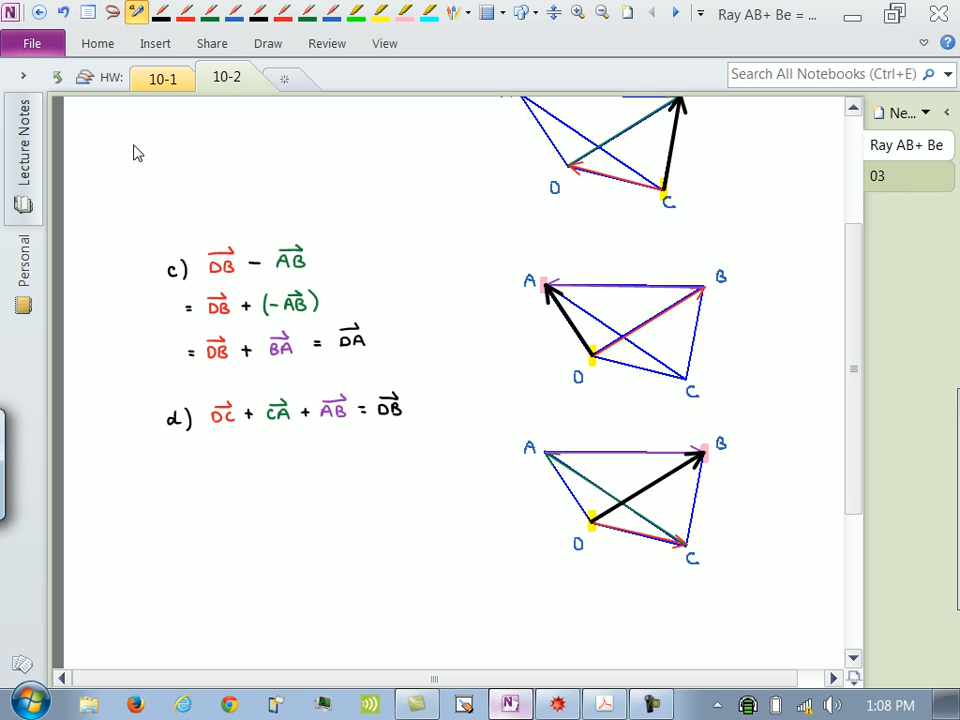 Ray AB+ Be = ...
File Home Insert Share Draw Review View
HW: 10-1 10-2
Search All Notebooks (Ctrl+E)
Lecture Notes
Personal
Ne...
Ray AB+ Be
03
D
C
c) DB - AB
= DB + (-AB)
= DB + BA = DA
A B
D C
d) DC + CA + AB = DB
A B
D C
1:08 PM